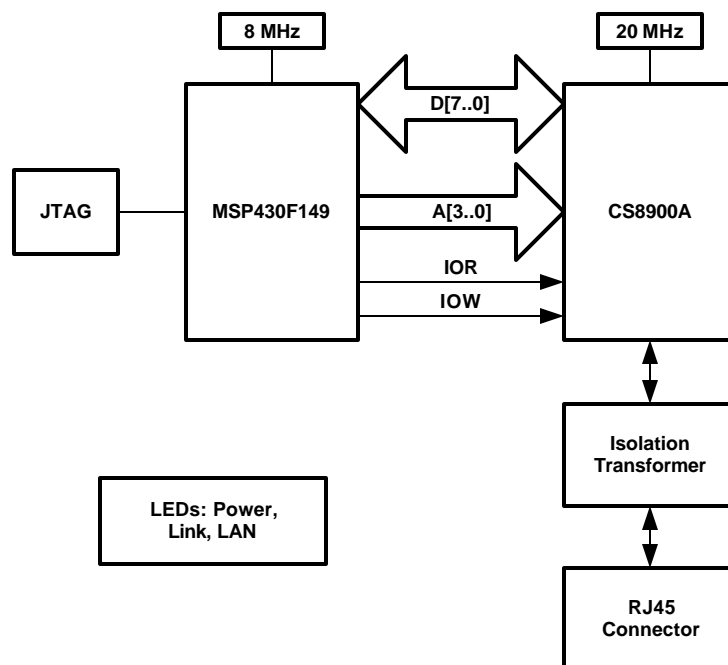 8 MHz
20 MHz
D[7..0]
JTAG
MSP430F149
A[3..0]
CS8900A
IOR
IOW
Isolation
Transformer
LEDs: Power,
Link, LAN
RJ45
Connector